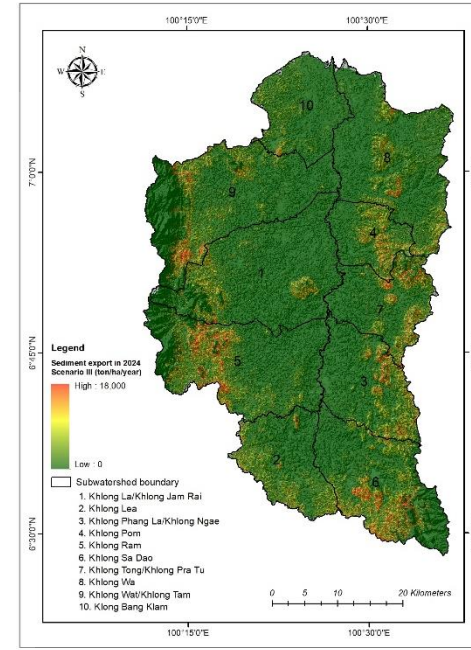 100°15'0"E 100°30'0"E
N
W E
S
10
8
7°0'0"N
9
4
1
7
Legend
Sediment export in 2024
Scenario III (ton/ha/year)
High : 18.000
Low : 0
6°45'0"N
5
3
Subwatershed boundary
1. Khlong La/Khlong Jam Rai
2. Khlong Lea
3. Khlong Phang La/Khlong Ngae
4. Khlong Pom
5. Khlong Ram
6. Khlong Sa Dao
7. Khlong Tong/Khlong Pra Tu
8. Khlong Wa
9. Khlong Wat/Khlong Tam
10. Klong Bang Klam
2
6
6°30'0"N
0 5 10 20 Kilometers
100°15'0"E 100°30'0"E